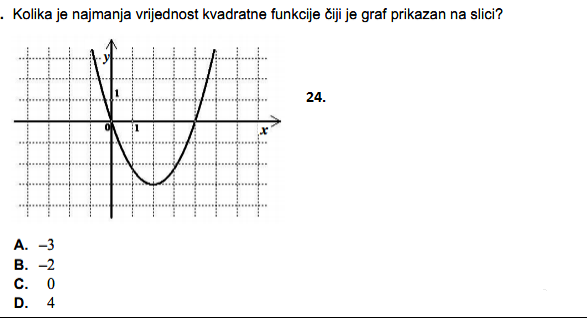 . Kolika je najmanja vrijednost kvadratne funkcije čiji je graf prikazan na slici?
y
1
24.
0 1
x
A. –3
B. –2
C. 0
D. 4